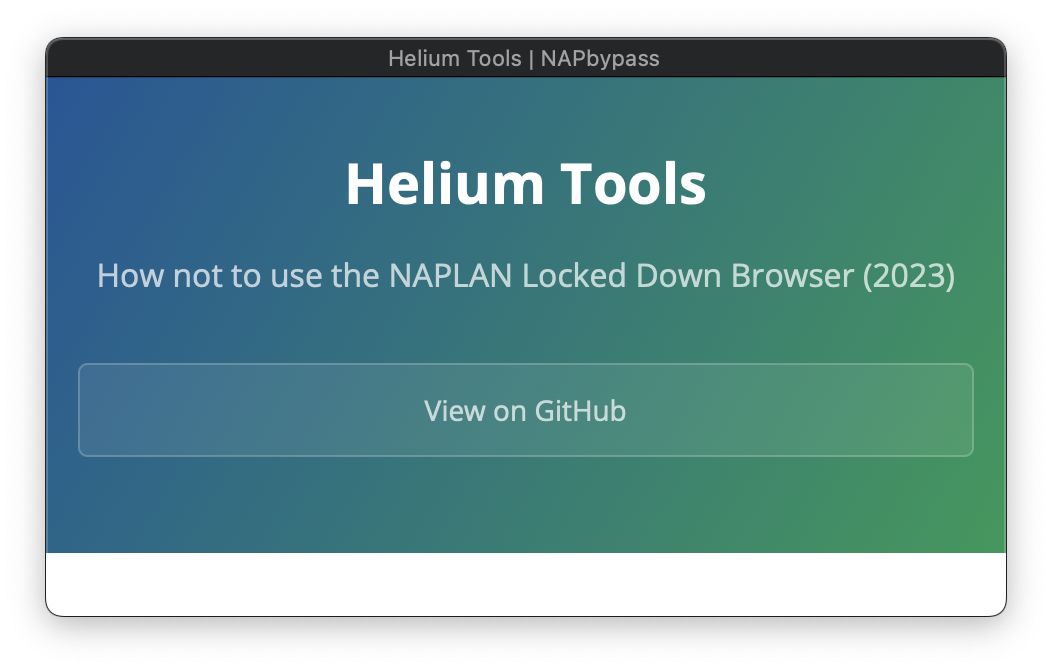 Helium Tools | NAPbypass
Helium Tools
How not to use the NAPLAN Locked Down Browser (2023)
View on GitHub